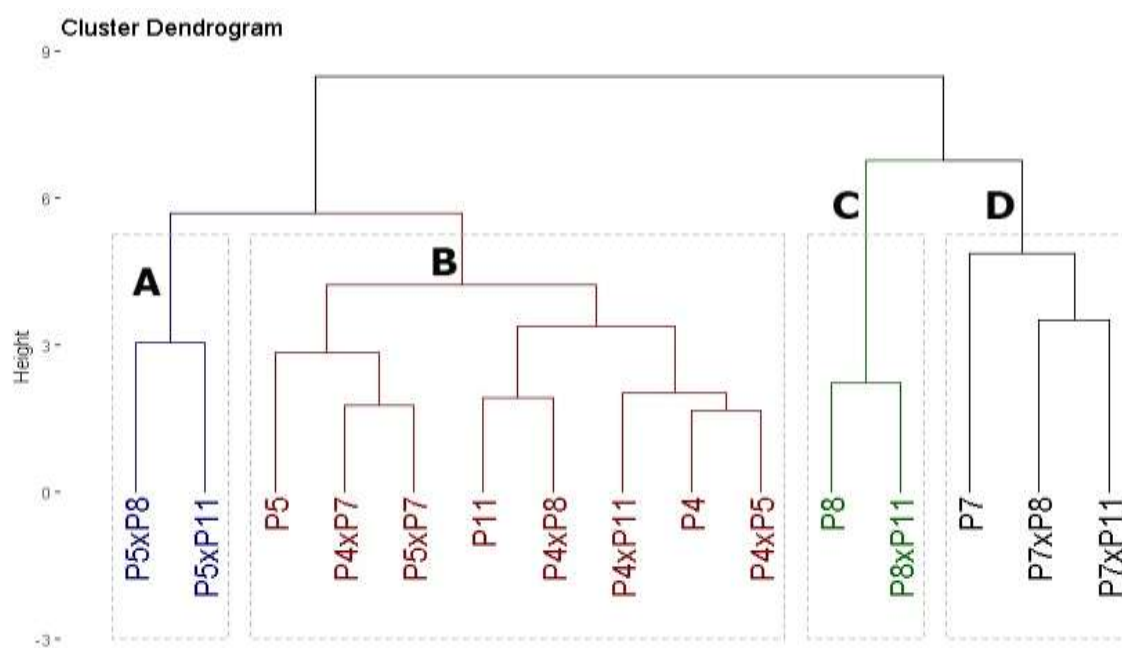 Cluster Dendrogram
9
6
3
0
-3
Height
A
B
C
D
P5xP8
P5xP11
P5
P4xP7
P5xP7
P11
P4xP8
P4xP11
P4
P4xP5
P8
P8xP11
P7
P7xP8
P7xP11